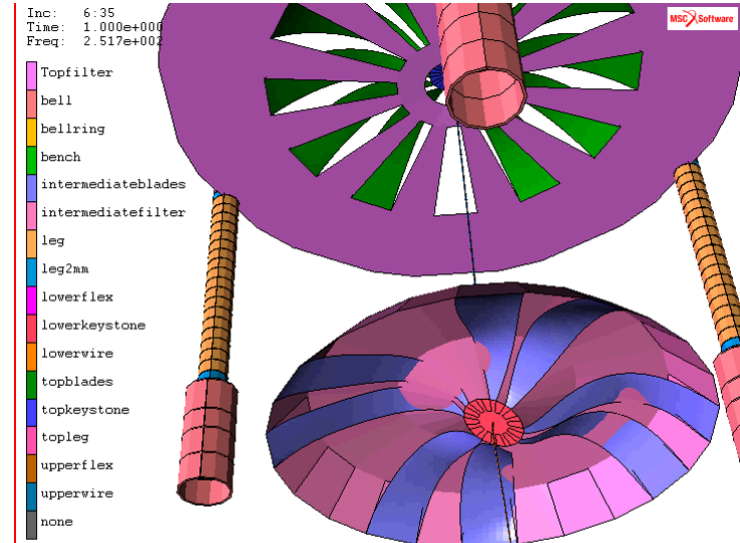 Inc: 6:35
Time: 1.000e+000
Freq: 2.517e+002
MSC Software
Topfilter
bell
bellring
bench
intermediateblades
intermediatefilter
leg
leg2mm
lowerflex
lowerkeystone
lowerwire
topblades
topkeystone
topleg
upperflex
upperwire
none